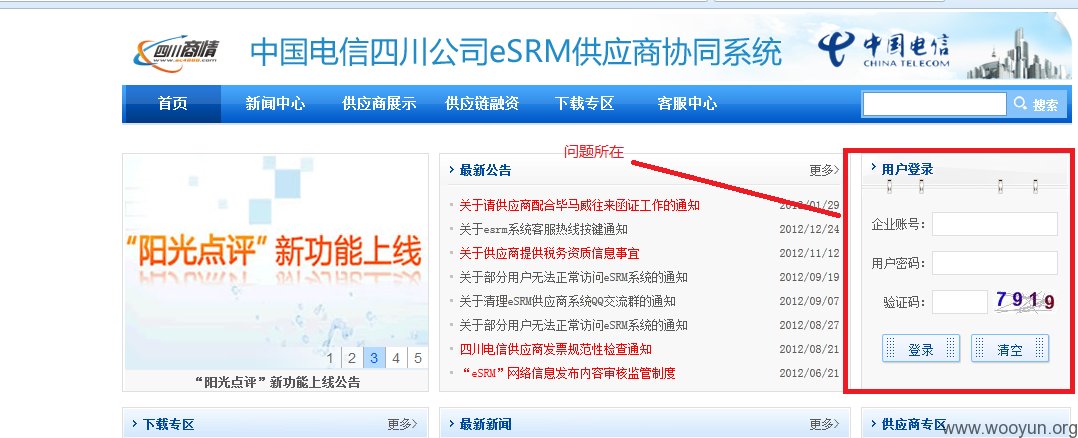 四川商情
www.sc4000.com
中国电信四川公司eSRM供应商协同系统
中国电信
CHINA TELECOM
首页 新闻中心 供应商展示 供应链融资 下载专区 客服中心 搜索
问题所在
“阳光点评”新功能上线
1 2 3 4 5
“阳光点评”新功能上线公告
最新公告 更多>
关于请供应商配合毕马威往来函证工作的通知 2013/01/29
关于esrm系统客服热线按键通知 2012/12/24
关于供应商提供税务资质信息事宜 2012/11/12
关于部分用户无法正常访问eSRM系统的通知 2012/09/19
关于清理eSRM供应商系统QQ交流群的通知 2012/09/07
关于部分用户无法正常访问eSRM系统的通知 2012/08/27
四川电信供应商发票规范性检查通知 2012/08/21
“eSRM”网络信息发布内容审核监管制度 2012/06/21
用户登录
企业账号:
用户密码:
验证码: 7919
登录 清空
下载专区 更多>
最新新闻 更多>
供应商专区
www.wooyun.org